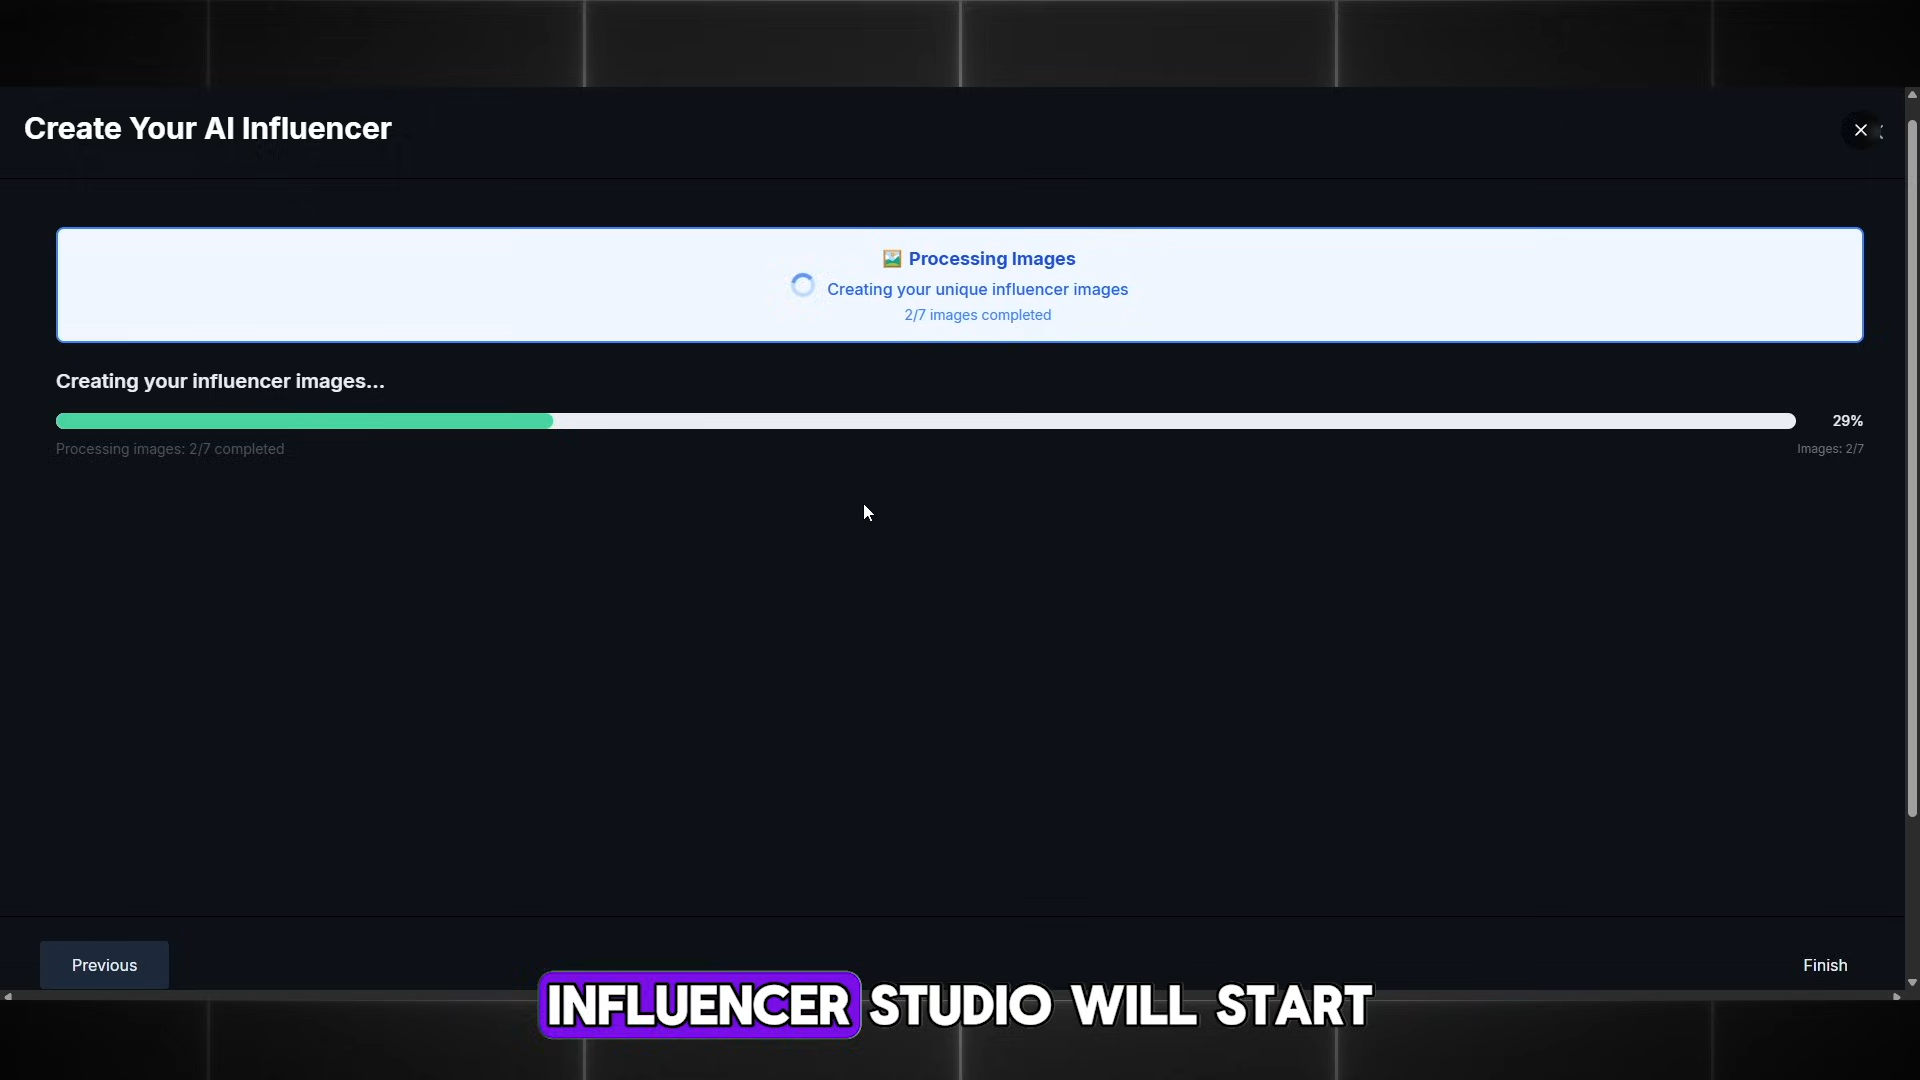 Create Your AI Influencer
Processing Images
Creating your unique influencer images
2/7 images completed
Creating your influencer images...
29%
Processing images: 2/7 completed
Images: 2/7
Previous
Finish
INFLUENCER STUDIO WILL START